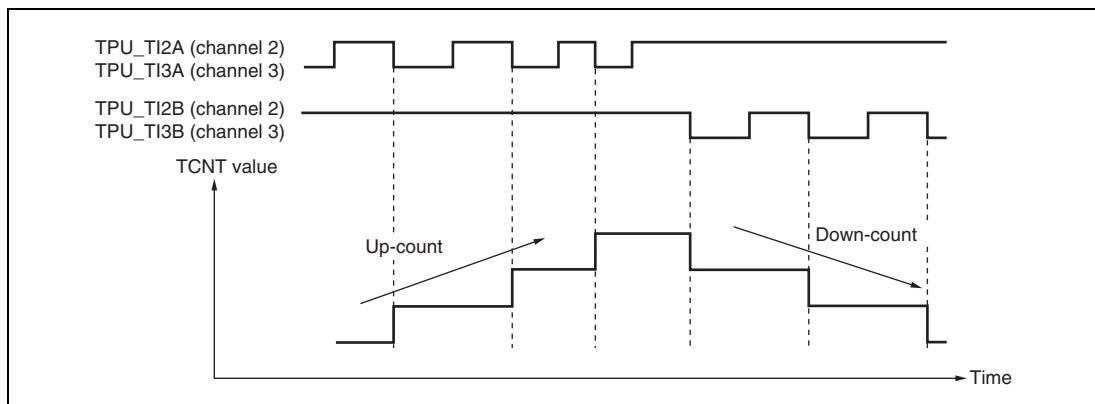 TPU_TI2A (channel 2)
TPU_TI3A (channel 3)
TPU_TI2B (channel 2)
TPU_TI3B (channel 3)
TCNT value
Up-count
Down-count
Time